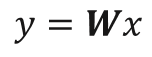 y = Wx